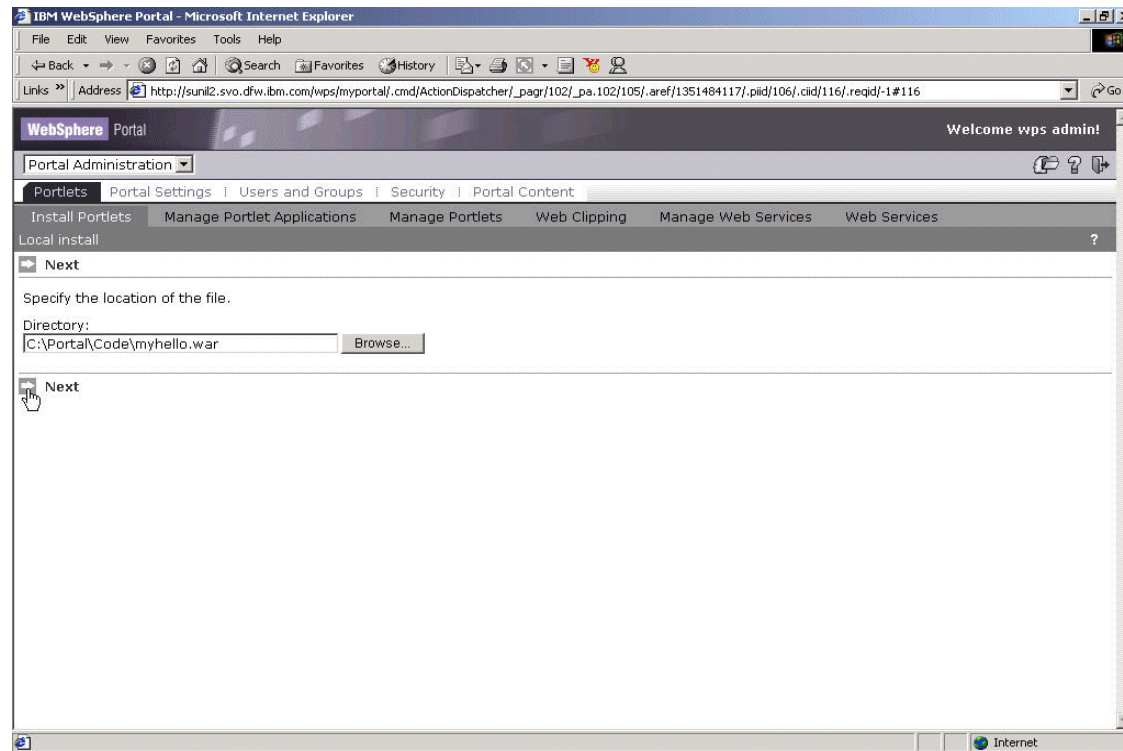 IBM WebSphere Portal - Microsoft Internet Explorer
File Edit View Favorites Tools Help
Back Search Favorites History
Links » Address http://sunil2.svo.dfw.ibm.com/wps/myportal/.cmd/ActionDispatcher/_pagr/102/_pa.102/105/.aref/1351484117/.piid/106/.ciid/116/.reqid/-1#116 Go
WebSphere Portal Welcome wps admin!
Portal Administration
Portlets Portal Settings | Users and Groups | Security | Portal Content
Install Portlets Manage Portlet Applications Manage Portlets Web Clipping Manage Web Services Web Services
Local install ?
Next
Specify the location of the file.
Directory:
C:\Portal\Code\myhello.war Browse...
Next
Internet